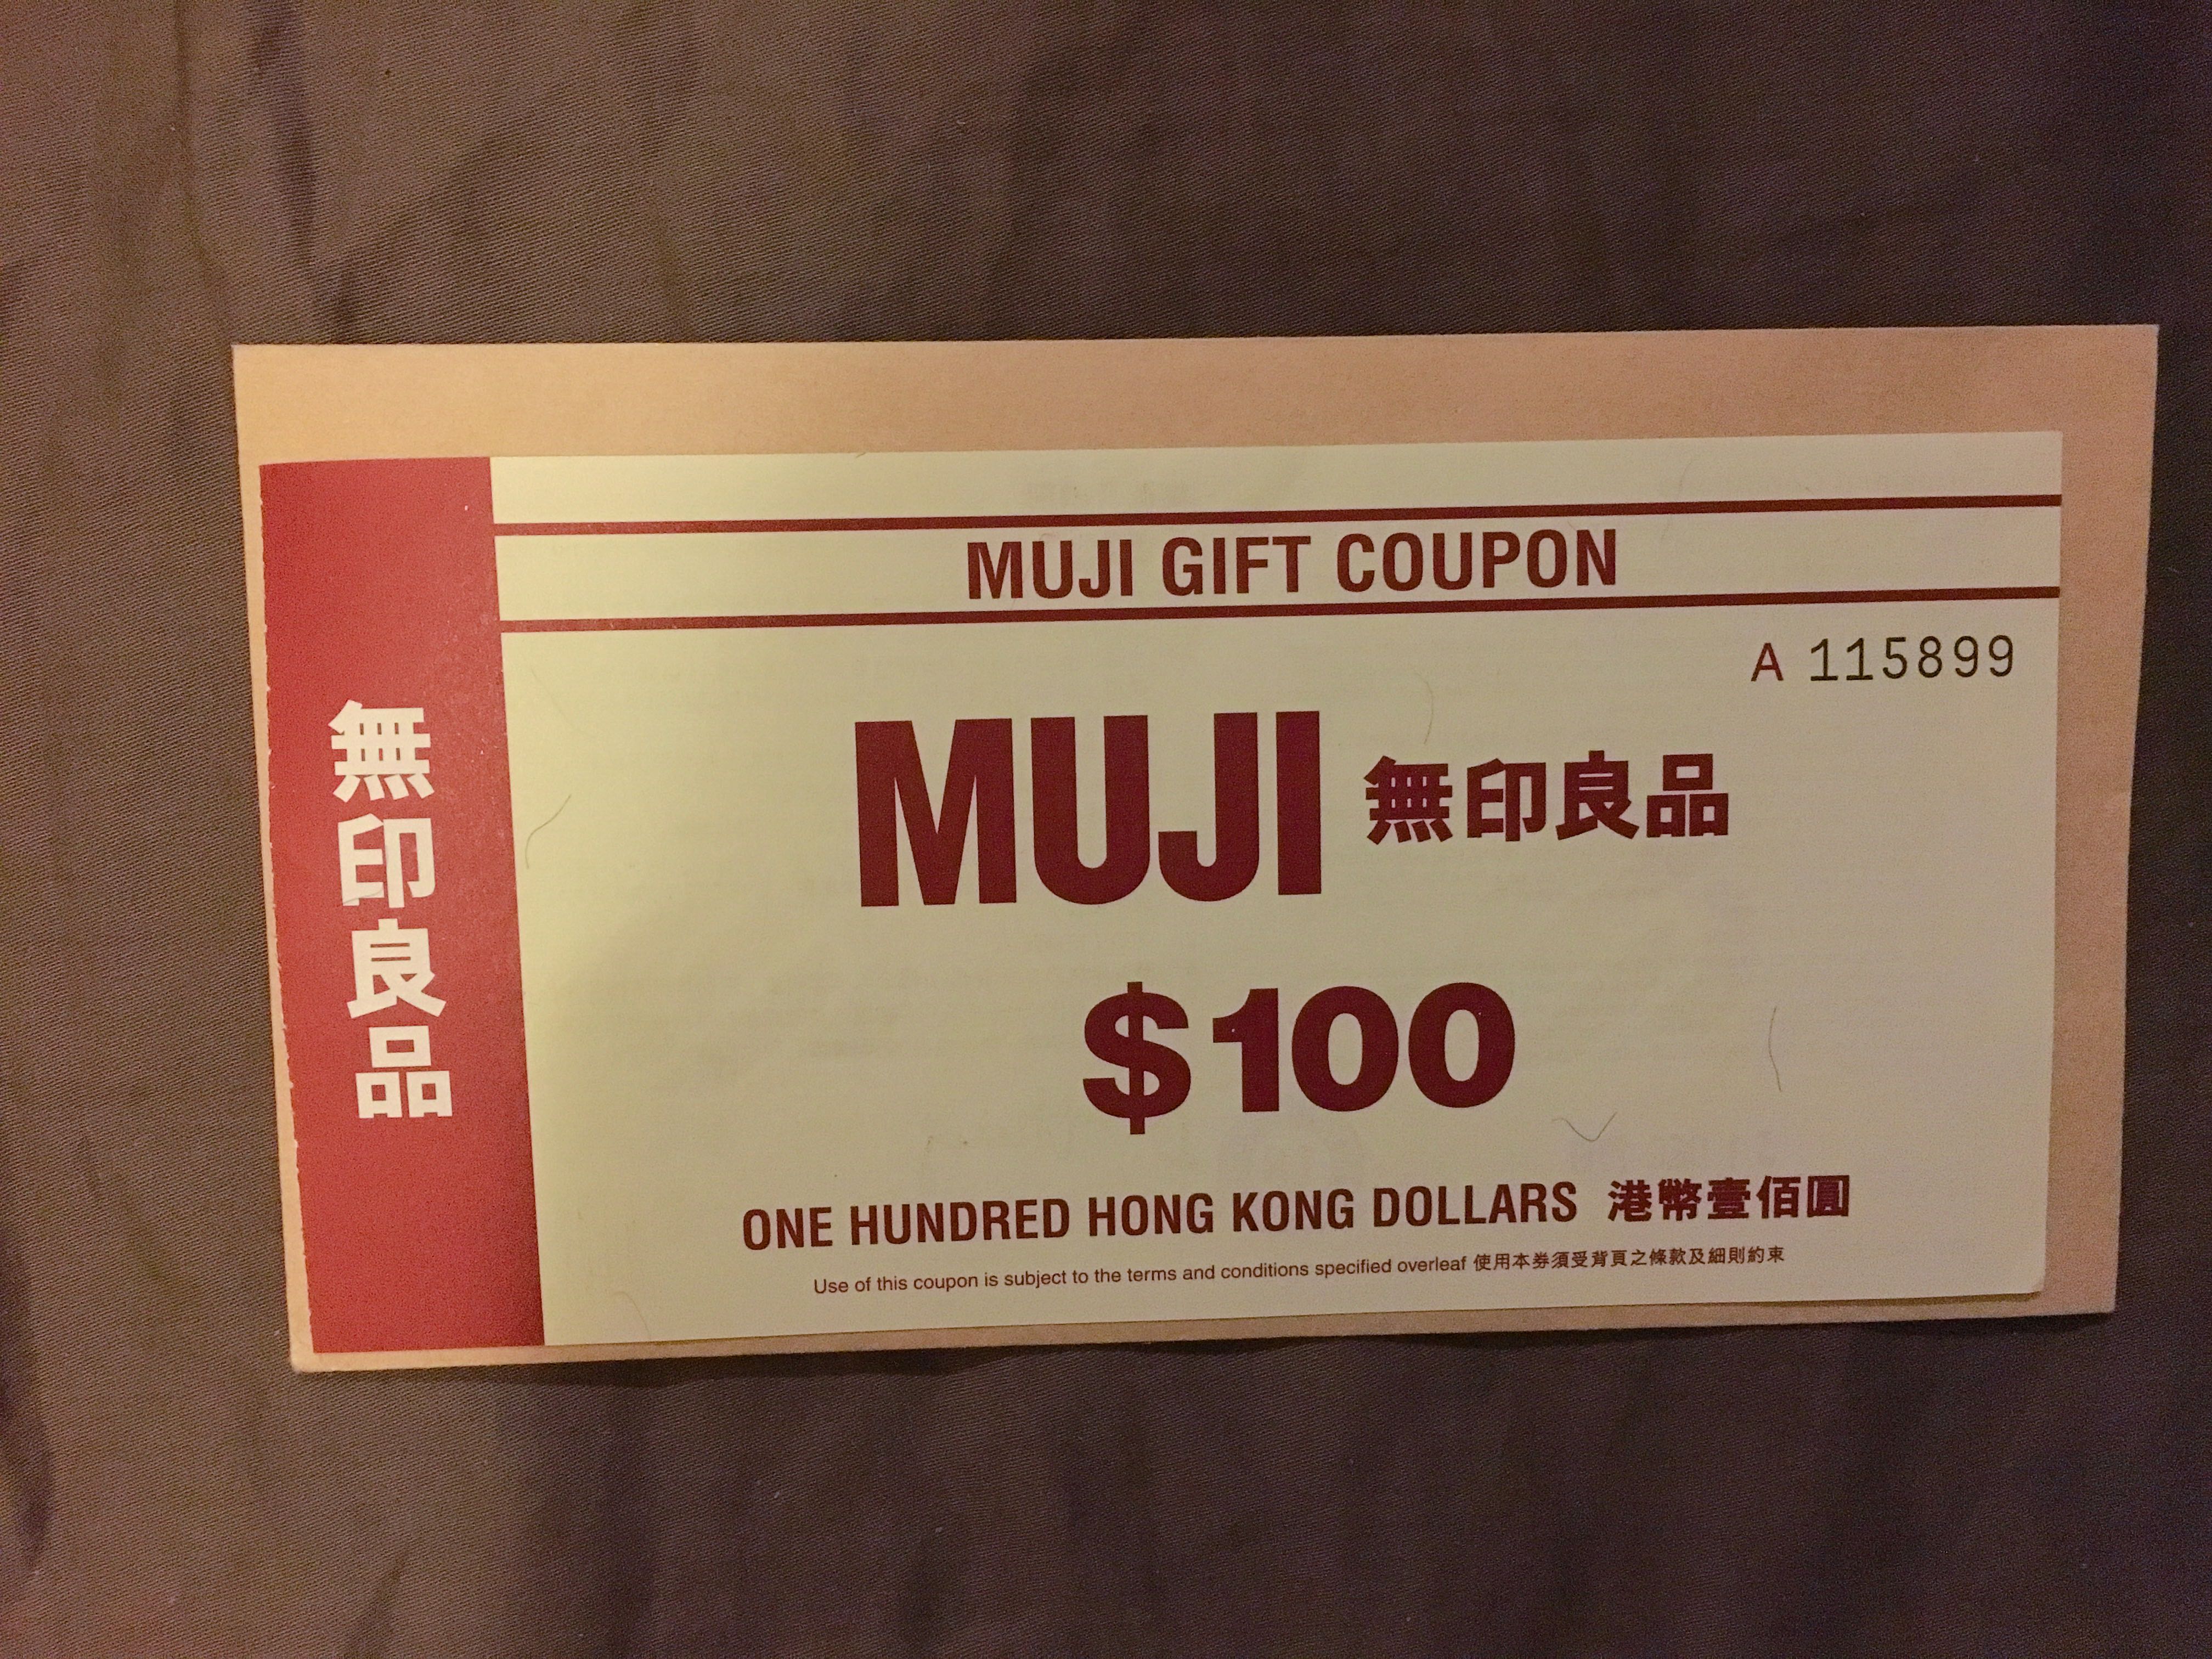 無印良品
MUJI GIFT COUPON
A 115899
MUJI 無印良品
$100
ONE HUNDRED HONG KONG DOLLARS 港幣壹佰圓
Use of this coupon is subject to the terms and conditions specified overleaf 使用本券須受背頁之條款及細則約束